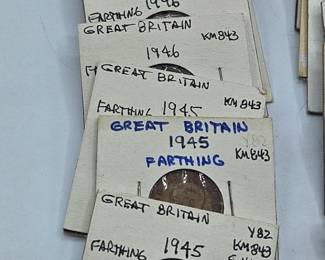 FARTHING 1946
GREAT BRITAIN
KM843
1946
GREAT BRITAIN
FARTHING 1945 KM843
GREAT BRITAIN
1945 Y82
FARTHING KM843
GREAT BRITAIN
Y82
FARTHING 1945 KM843